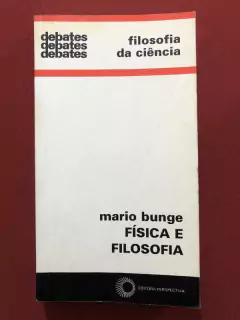 debates
debates
debates
filosofia
da ciência
mario bunge
FÍSICA E
FILOSOFIA
EDITORA PERSPECTIVA